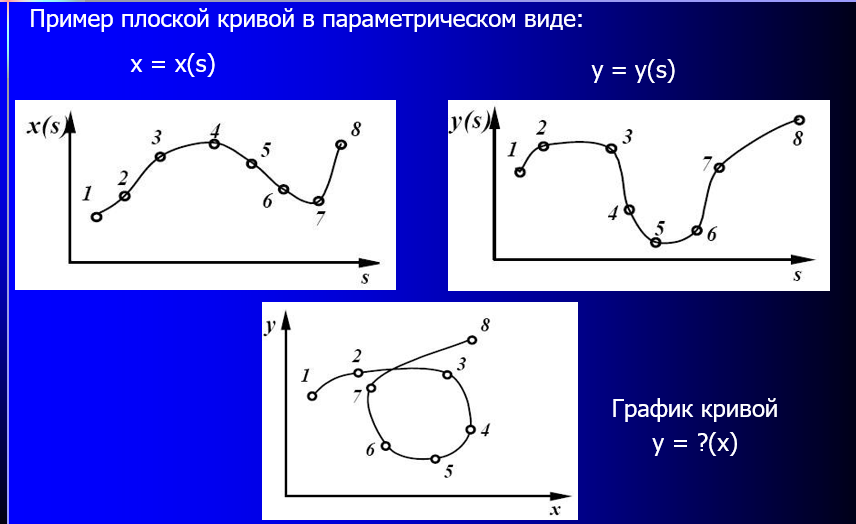 Пример плоской кривой в параметрическом виде:
x = x(s)
y = y(s)
x(s)
1
2
3
4
5
6
7
8
s
y(s)
1
2
3
4
5
6
7
8
s
y
1
2
3
4
5
6
7
8
x
График кривой
y = ?(x)